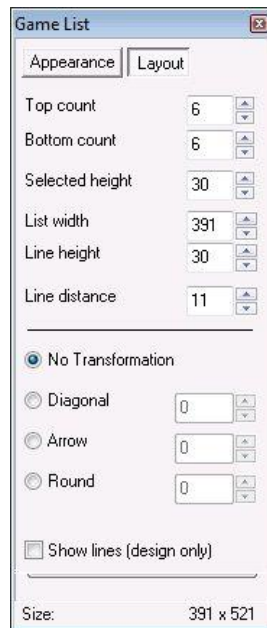 Game List
Appearance Layout
Top count 6
Bottom count 6
Selected height 30
List width 391
Line height 30
Line distance 11
No Transformation
Diagonal 0
Arrow 0
Round 0
Show lines (design only)
Size: 391 x 521